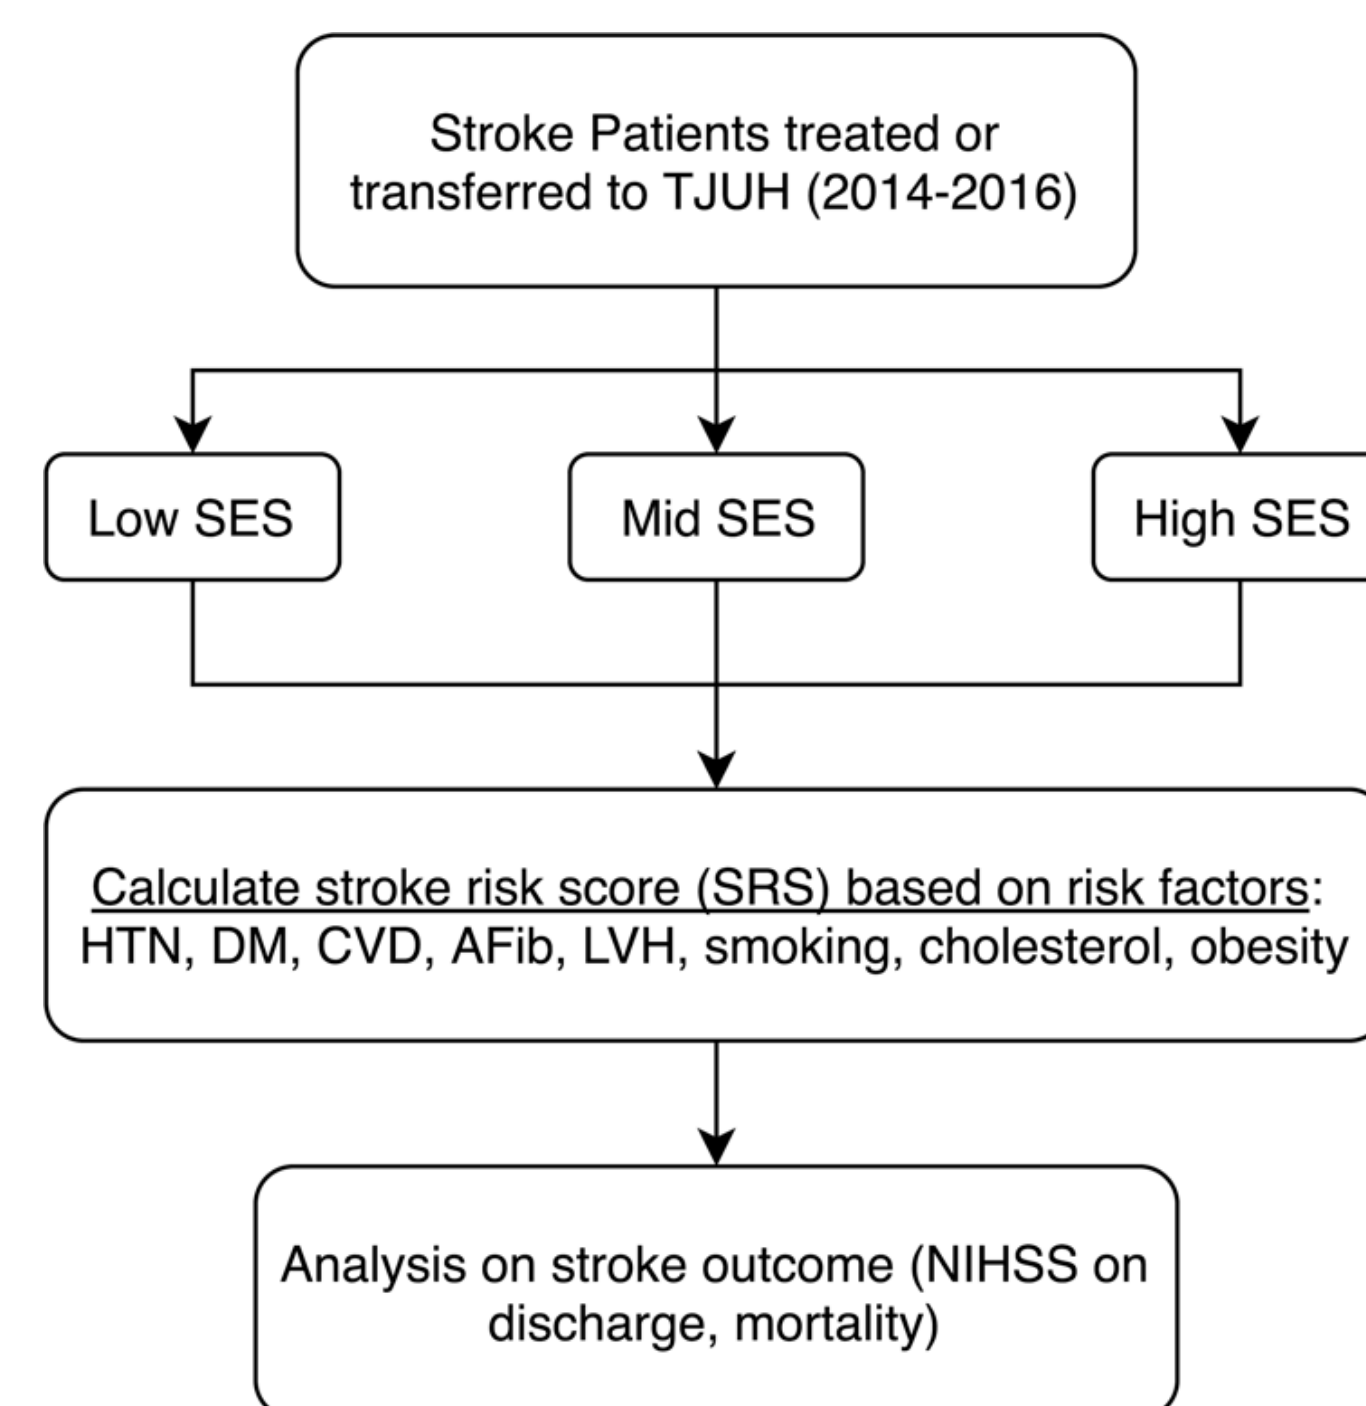 Stroke Patients treated or
transferred to TJUH (2014-2016)
Low SES
Mid SES
High SES
Calculate stroke risk score (SRS) based on risk factors:
HTN, DM, CVD, AFib, LVH, smoking, cholesterol, obesity
Analysis on stroke outcome (NIHSS on
discharge, mortality)